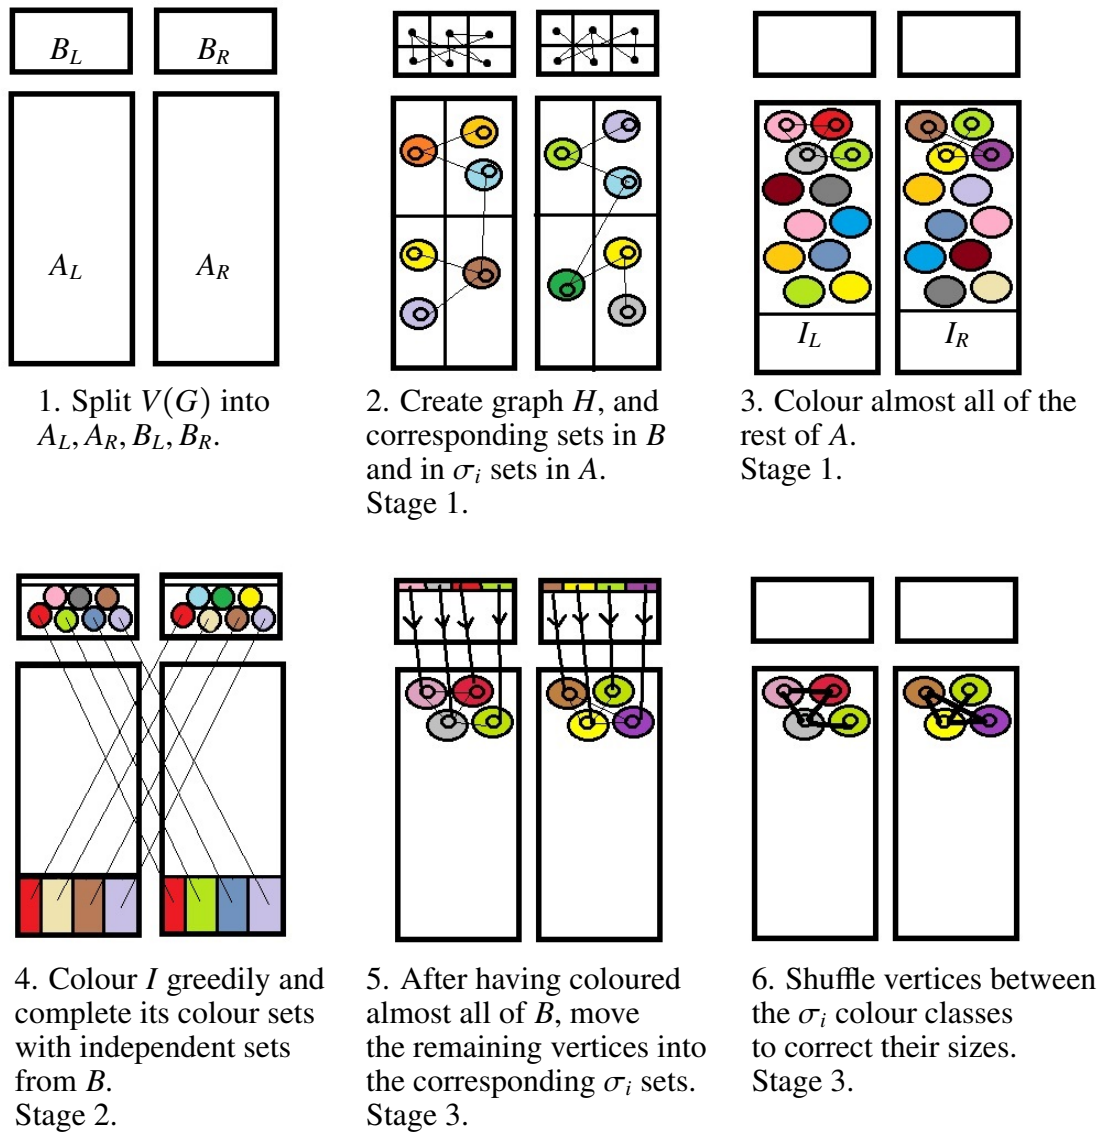 B_L B_R
A_L A_R
1. Split V(G) into
A_L, A_R, B_L, B_R.
2. Create graph H, and
corresponding sets in B
and in σ_i sets in A.
Stage 1.
I_L I_R
3. Colour almost all of the
rest of A.
Stage 1.
4. Colour I greedily and
complete its colour sets
with independent sets
from B.
Stage 2.
5. After having coloured
almost all of B, move
the remaining vertices into
the corresponding σ_i sets.
Stage 3.
6. Shuffle vertices between
the σ_i colour classes
to correct their sizes.
Stage 3.